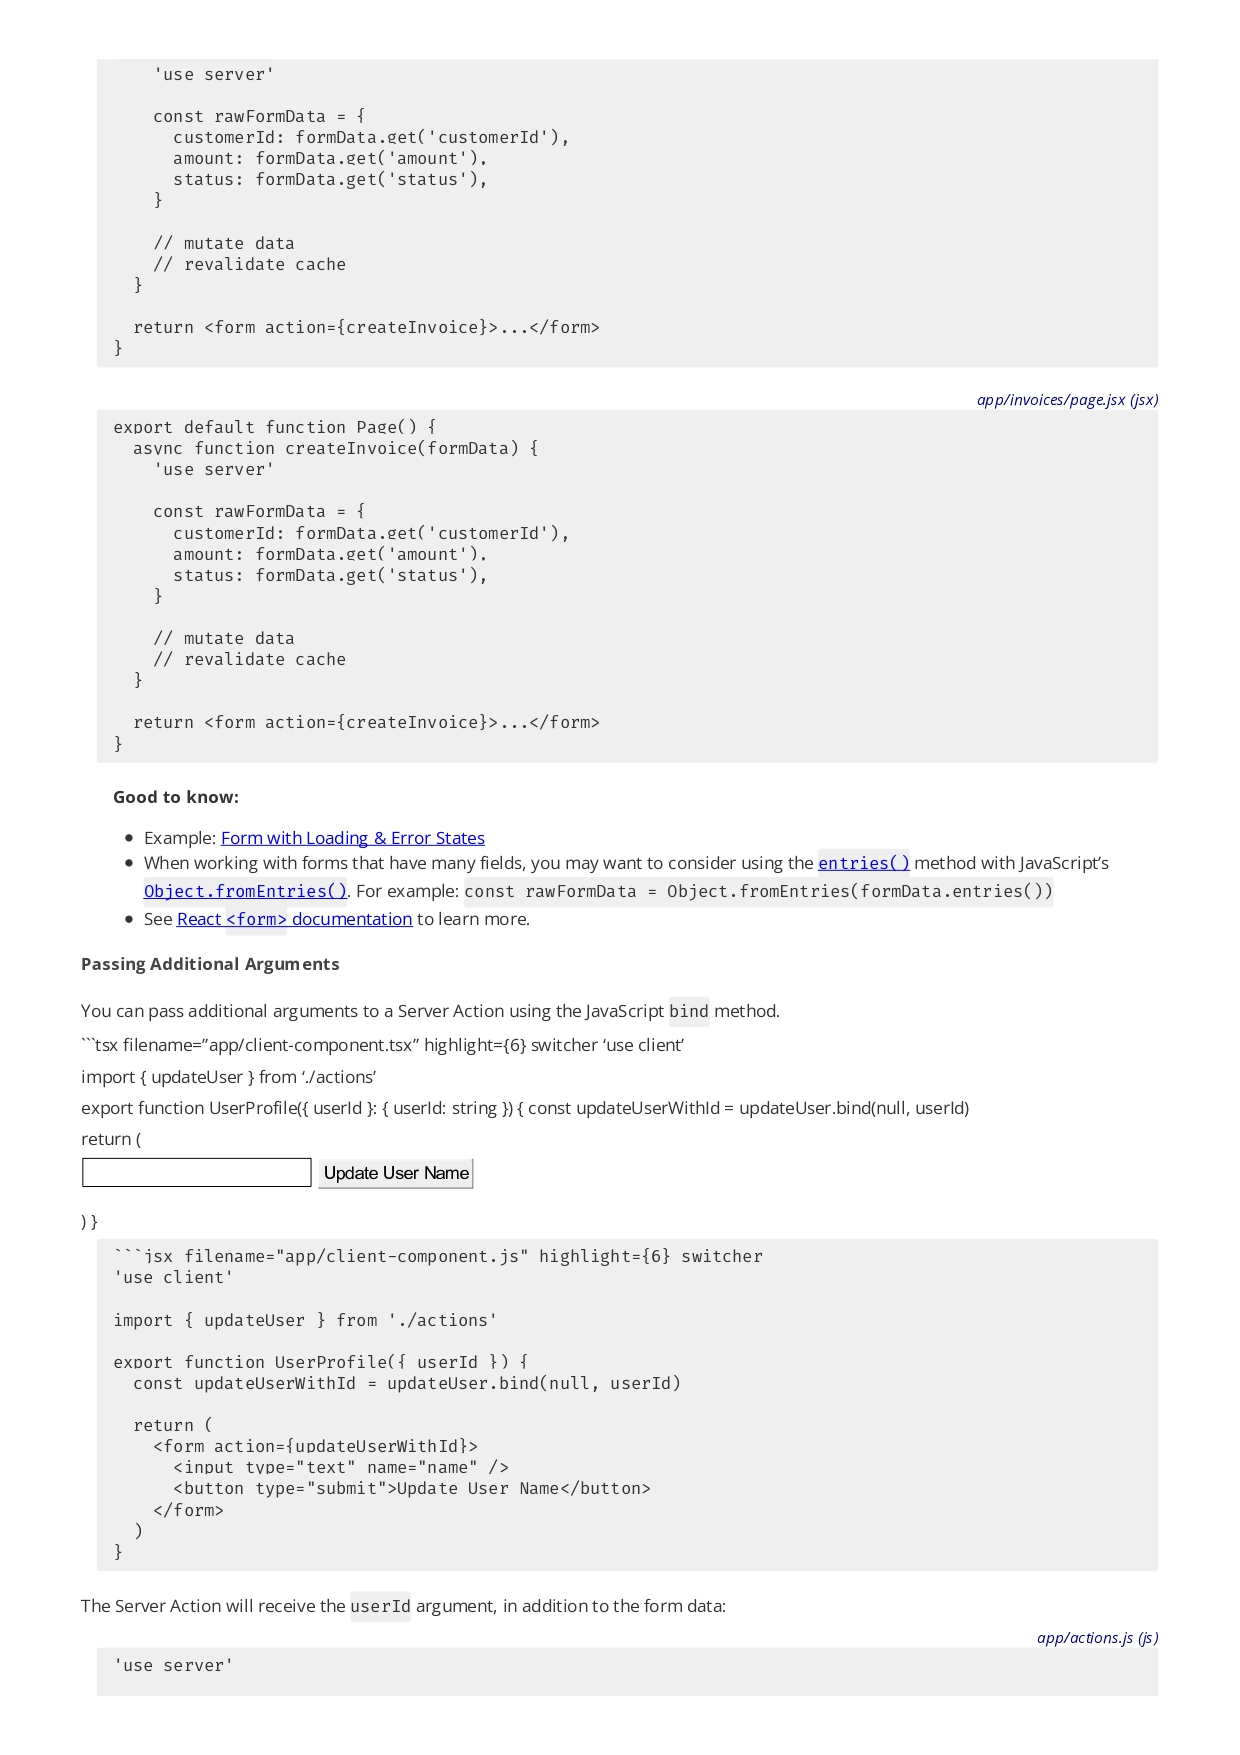 'use server'
const rawFormData = {
customerId: formData.get('customerId'),
amount: formData.get('amount'),
status: formData.get('status'),
}
// mutate data
// revalidate cache
}
return <form action={createInvoice}>...</form>
}
app/invoices/page.jsx (jsx)
export default function Page() {
async function createInvoice(formData) {
'use server'
const rawFormData = {
customerId: formData.get('customerId'),
amount: formData.get('amount'),
status: formData.get('status'),
}
// mutate data
// revalidate cache
}
return <form action={createInvoice}>...</form>
}
Good to know:
• Example: Form with Loading & Error States
• When working with forms that have many fields, you may want to consider using the entries() method with JavaScript’s
Object.fromEntries(). For example: const rawFormData = Object.fromEntries(formData.entries())
• See React <form> documentation to learn more.
Passing Additional Arguments
You can pass additional arguments to a Server Action using the JavaScript bind method.
```tsx filename=”app/client-component.tsx” highlight={6} switcher ‘use client’
import { updateUser } from ‘./actions’
export function UserProfile({ userId }: { userId: string }) { const updateUserWithId = updateUser.bind(null, userId)
return (
Update User Name
) }
```jsx filename="app/client-component.js" highlight={6} switcher
'use client'
import { updateUser } from './actions'
export function UserProfile({ userId }) {
const updateUserWithId = updateUser.bind(null, userId)
return (
<form action={updateUserWithId}>
<input type="text" name="name" />
<button type="submit">Update User Name</button>
</form>
)
}
The Server Action will receive the userId argument, in addition to the form data:
app/actions.js (js)
'use server'